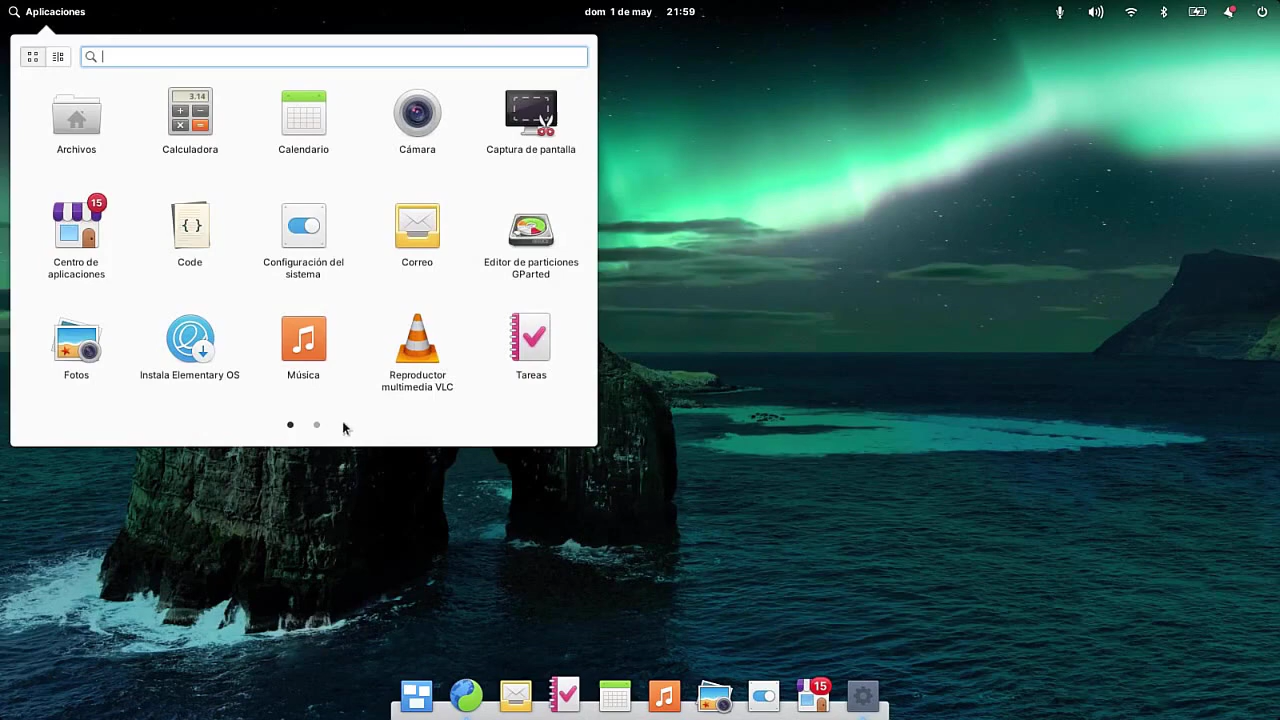 Aplicaciones
dom 1 de may 21:59
3.14
Archivos
Calculadora
Calendario
Cámara
Captura de pantalla
15
Centro de
aplicaciones
{ }
Code
Configuración del
sistema
Correo
Editor de particiones
GParted
Fotos
Instala Elementary OS
Música
Reproductor
multimedia VLC
Tareas
15